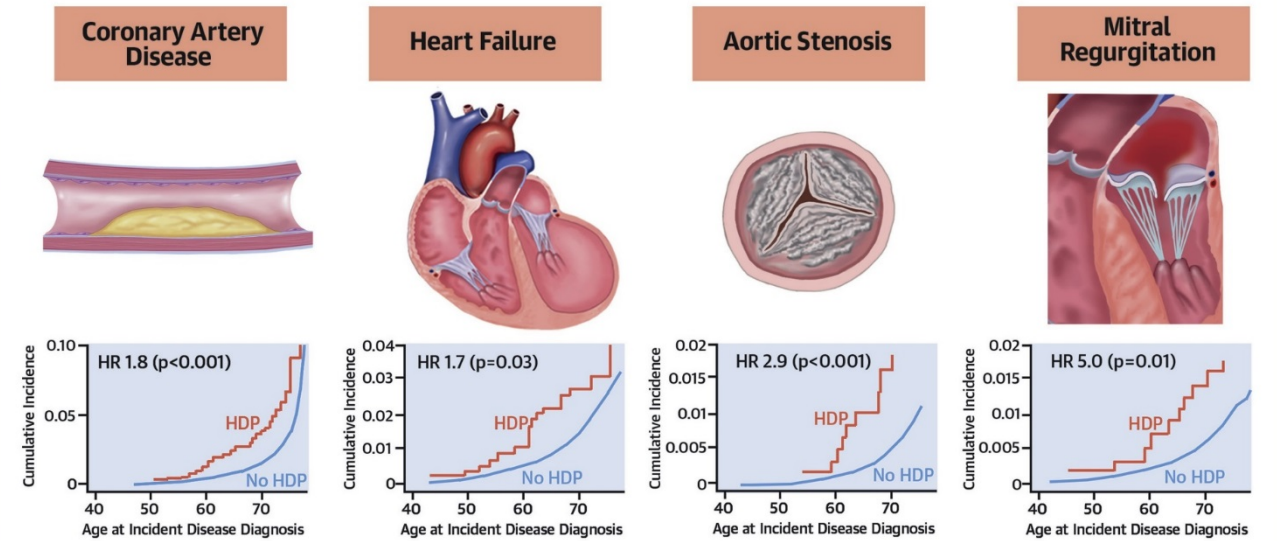 Coronary Artery
Disease
Heart Failure
Aortic Stenosis
Mitral
Regurgitation
Cumulative Incidence
0.10
0.05
0
HR 1.8 (p<0.001)
HDP
No HDP
40 50 60 70
Age at Incident Disease Diagnosis
Cumulative Incidence
0.04
0.03
0.02
0.01
0
HR 1.7 (p=0.03)
HDP
No HDP
40 50 60 70
Age at Incident Disease Diagnosis
Cumulative Incidence
0.02
0.015
0.01
0.005
0
HR 2.9 (p<0.001)
HDP
No HDP
40 50 60 70
Age at Incident Disease Diagnosis
Cumulative Incidence
0.02
0.015
0.01
0.005
0
HR 5.0 (p=0.01)
HDP
No HDP
40 50 60 70
Age at Incident Disease Diagnosis